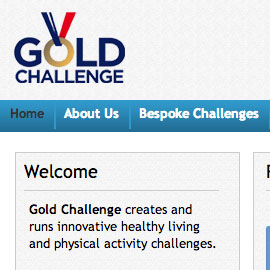 GOLD
CHALLENGE
Home About Us Bespoke Challenges
Welcome
Gold Challenge creates and
runs innovative healthy living
and physical activity challenges.